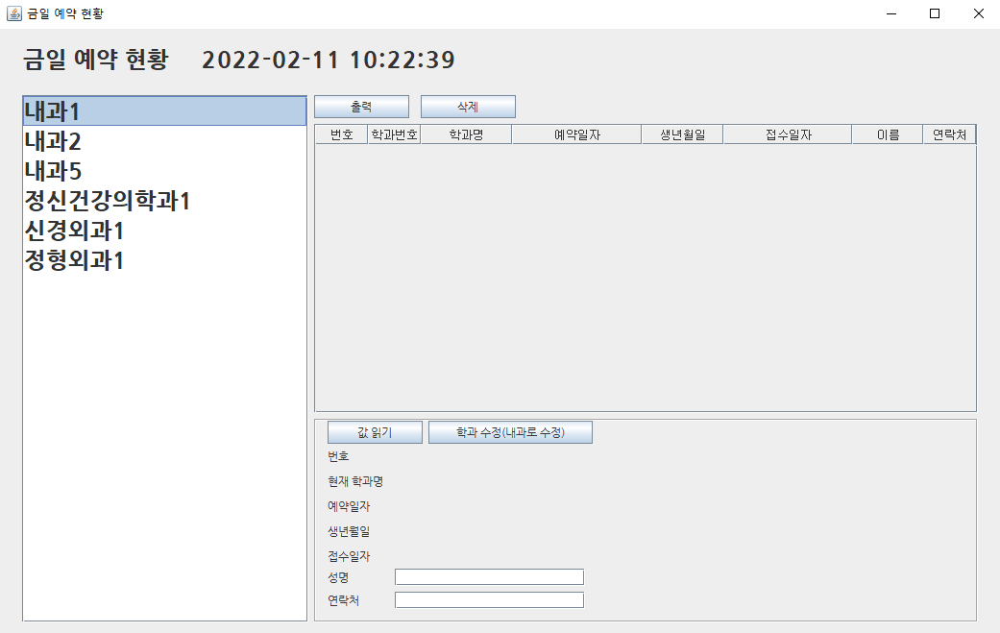 금일 예약 현황
금일 예약 현황 2022-02-11 10:22:39
내과1
내과2
내과5
정신건강의학과1
신경외과1
정형외과1
출력 삭제
번호 학과번호 학과명 예약일자 생년월일 접수일자 이름 연락처
값 읽기 학과 수정(내과로 수정)
번호
현재 학과명
예약일자
생년월일
접수일자
성명
연락처